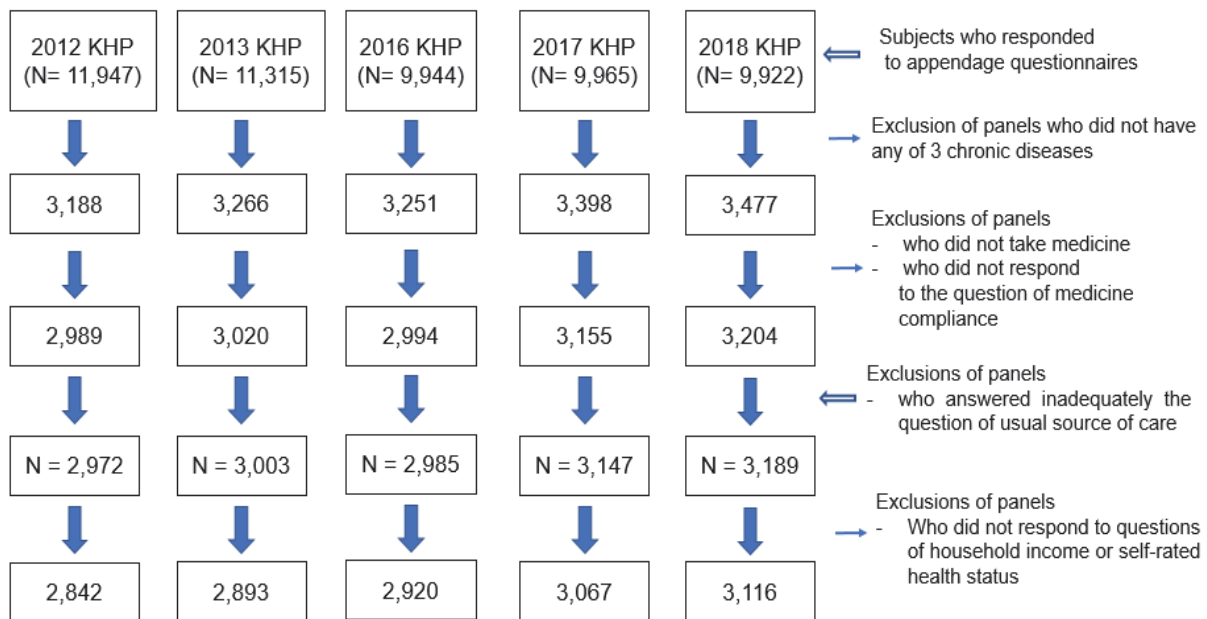 2012 KHP
(N= 11,947)
2013 KHP
(N= 11,315)
2016 KHP
(N= 9,944)
2017 KHP
(N= 9,965)
2018 KHP
(N= 9,922)
Subjects who responded
to appendage questionnaires
Exclusion of panels who did not have
any of 3 chronic diseases
3,188
3,266
3,251
3,398
3,477
Exclusions of panels
- who did not take medicine
- who did not respond
to the question of medicine
compliance
2,989
3,020
2,994
3,155
3,204
Exclusions of panels
- who answered inadequately the
question of usual source of care
N = 2,972
N = 3,003
N = 2,985
N = 3,147
N = 3,189
Exclusions of panels
- Who did not respond to questions
of household income or self-rated
health status
2,842
2,893
2,920
3,067
3,116